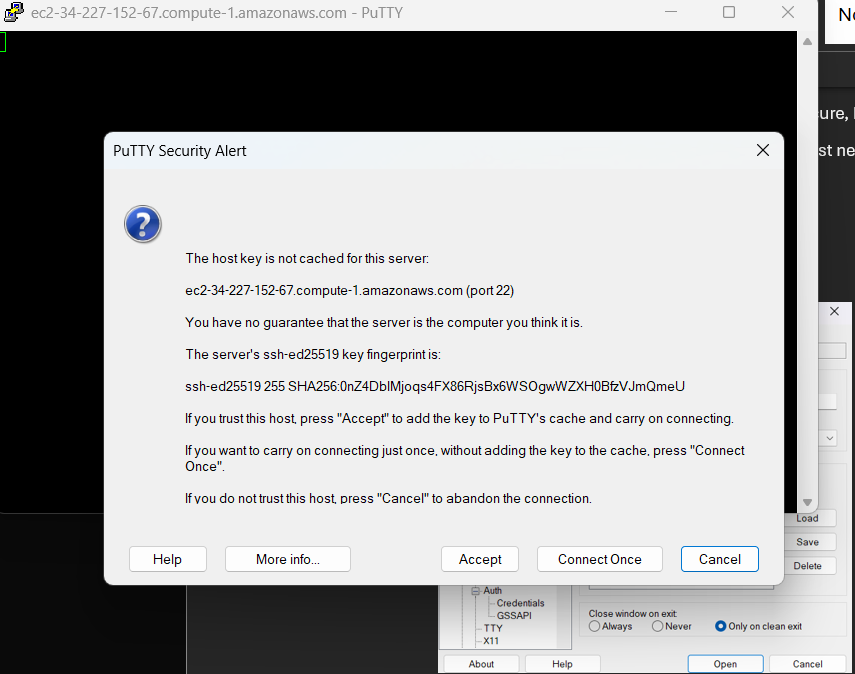 ec2-34-227-152-67.compute-1.amazonaws.com - PuTTY
No
ure,
st ne
PuTTY Security Alert
The host key is not cached for this server:
ec2-34-227-152-67.compute-1.amazonaws.com (port 22)
You have no guarantee that the server is the computer you think it is.
The server's ssh-ed25519 key fingerprint is:
ssh-ed25519 255 SHA256:0nZ4DblMjoqs4FX86RjsBx6WSOgwWZXH0BfzVJmQmeU
If you trust this host, press "Accept" to add the key to PuTTY's cache and carry on connecting.
If you want to carry on connecting just once, without adding the key to the cache, press "Connect
Once".
If you do not trust this host, press "Cancel" to abandon the connection.
Help
More info...
Accept
Connect Once
Cancel
Load
Save
Delete
Auth
Credentials
GSSAPI
TTY
X11
Close window on exit:
Always
Never
Only on clean exit
About
Help
Open
Cancel